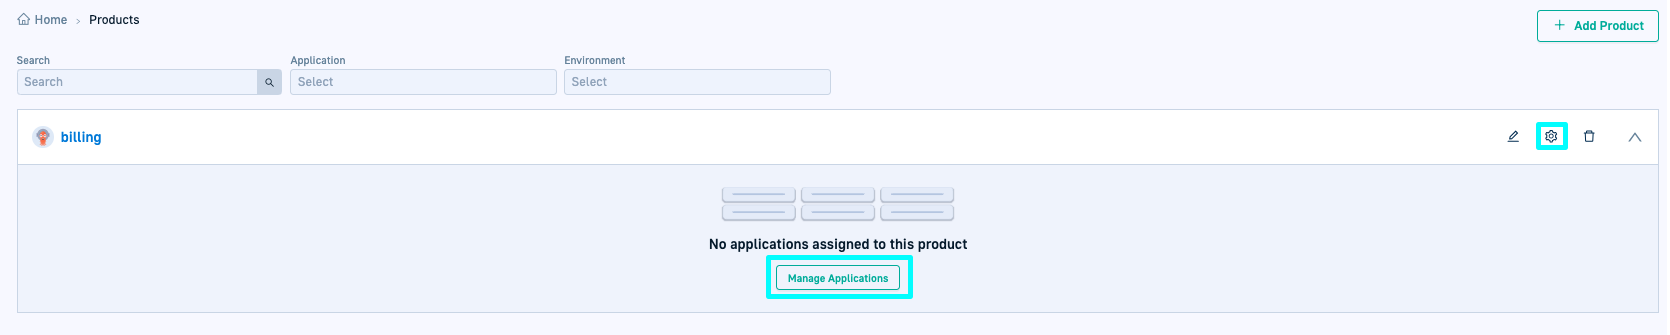 Home > Products
+ Add Product
Search
Application
Environment
Search
Select
Select
billing
No applications assigned to this product
Manage Applications